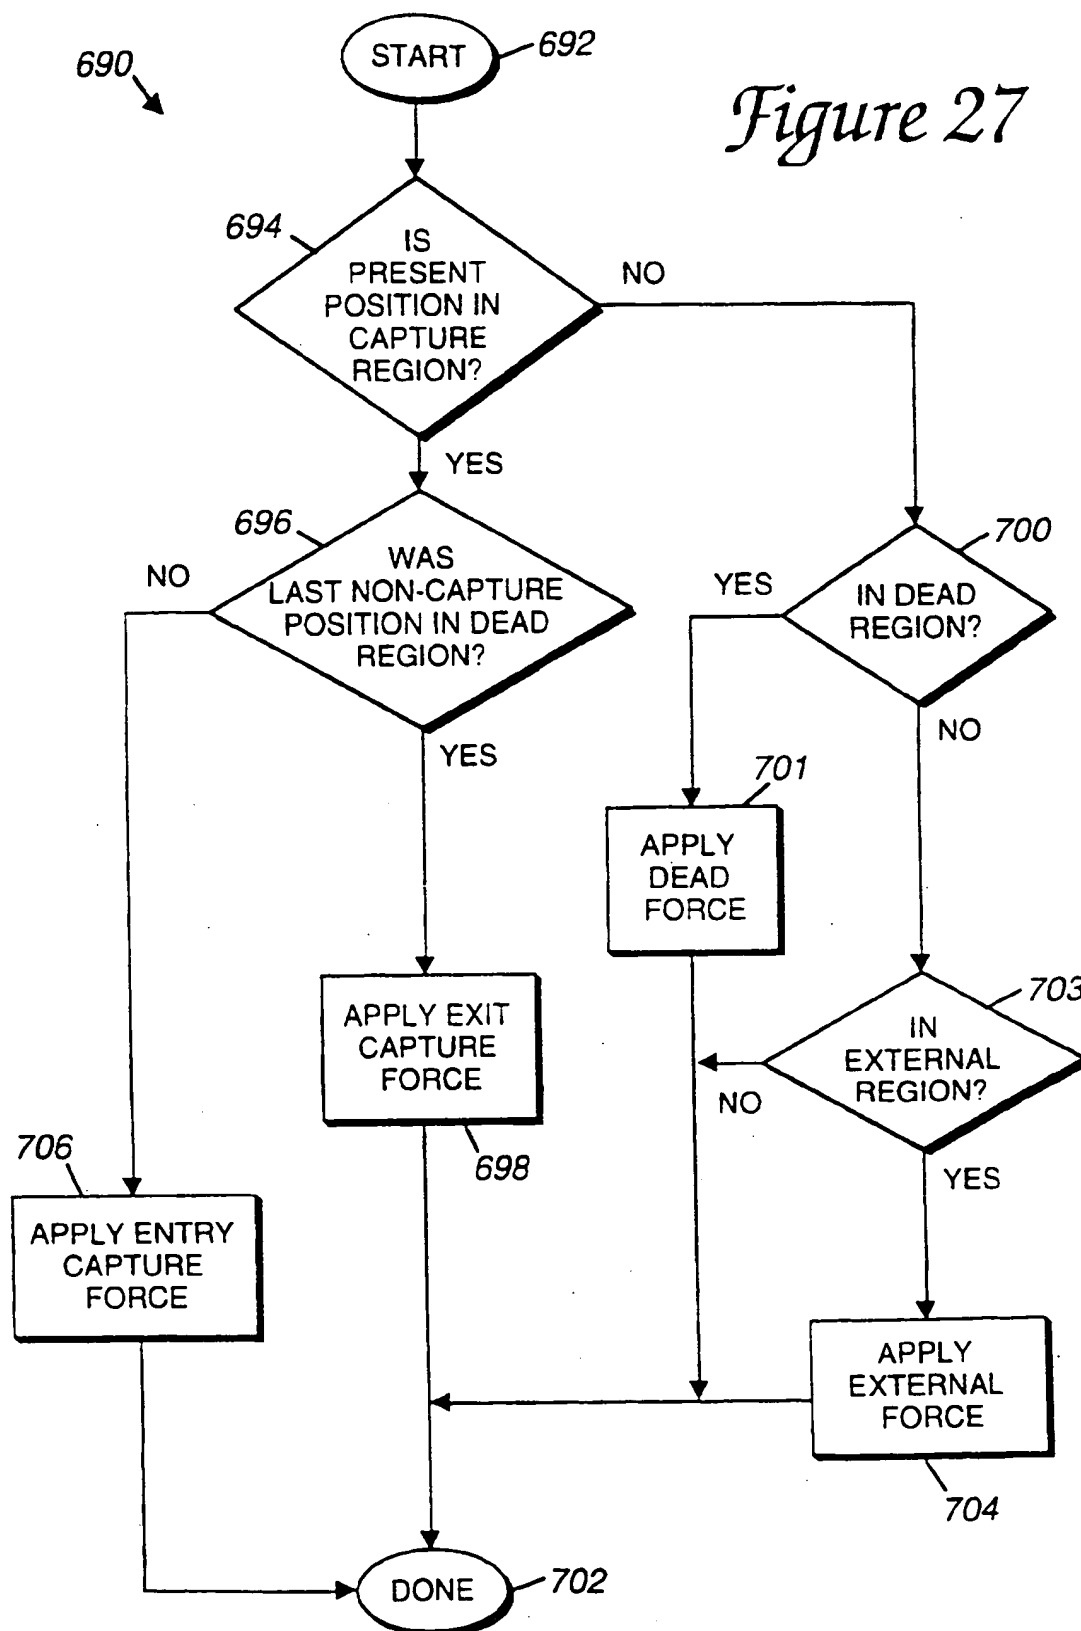 690
START
692
Figure 27
694
IS
PRESENT
POSITION IN
CAPTURE
REGION?
NO
YES
696
WAS
LAST NON-CAPTURE
POSITION IN DEAD
REGION?
NO
YES
700
IN DEAD
REGION?
YES
NO
701
APPLY
DEAD
FORCE
703
IN
EXTERNAL
REGION?
NO
YES
APPLY EXIT
CAPTURE
FORCE
698
706
APPLY ENTRY
CAPTURE
FORCE
APPLY
EXTERNAL
FORCE
704
DONE
702